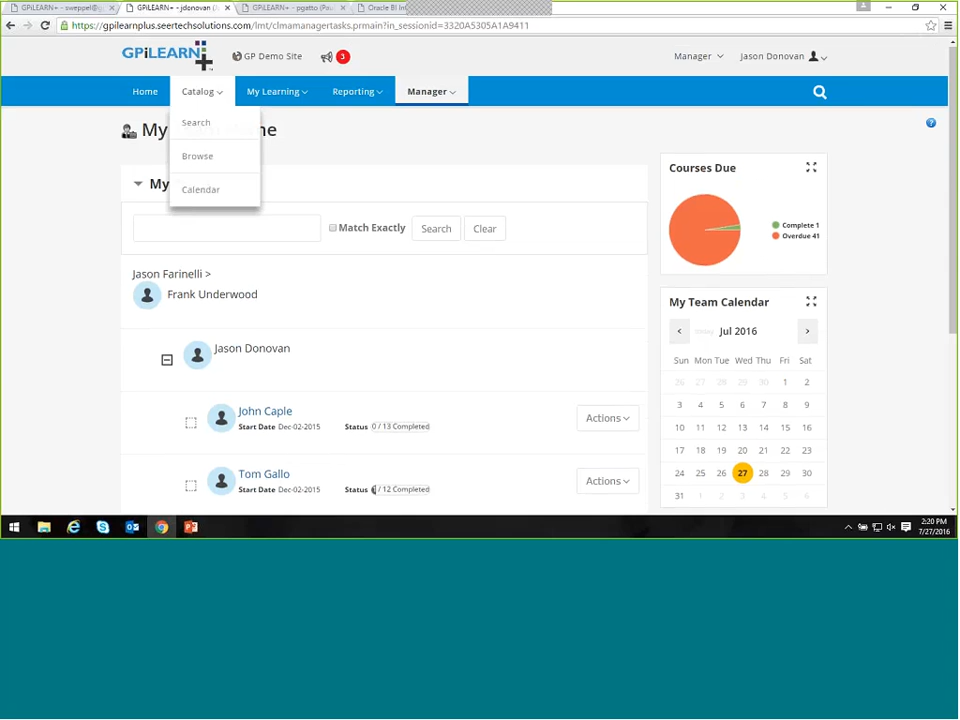 GPiLEARN+ - sweppel@g
GPiLEARN+ - jdonovan (
GPiLEARN+ - pgatto (Pau
Oracle BI In
https://gpilearnplus.seertechsolutions.com/lmt/clmamanagertasks.prmain?in_sessionid=3320A5305A1A9411
GPiLEARN+
GP Demo Site
3
Manager
Jason Donovan
Home
Catalog
My Learning
Reporting
Manager
Search
Browse
Calendar
My
me
?
My
Match Exactly
Search
Clear
Jason Farinelli >
Frank Underwood
Jason Donovan
John Caple
Start Date Dec-02-2015
Status 0 / 13 Completed
Actions
Tom Gallo
Start Date Dec-02-2015
Status / 12 Completed
Actions
Courses Due
Complete 1
Overdue 41
My Team Calendar
< Jul 2016 >
Sun Mon Tue Wed Thu Fri Sat
26 27 28 29 30 1 2
3 4 5 6 7 8 9
10 11 12 13 14 15 16
17 18 19 20 21 22 23
24 25 26 27 28 29 30
31 1 2 3 4 5 6
2:20 PM
7/27/2016